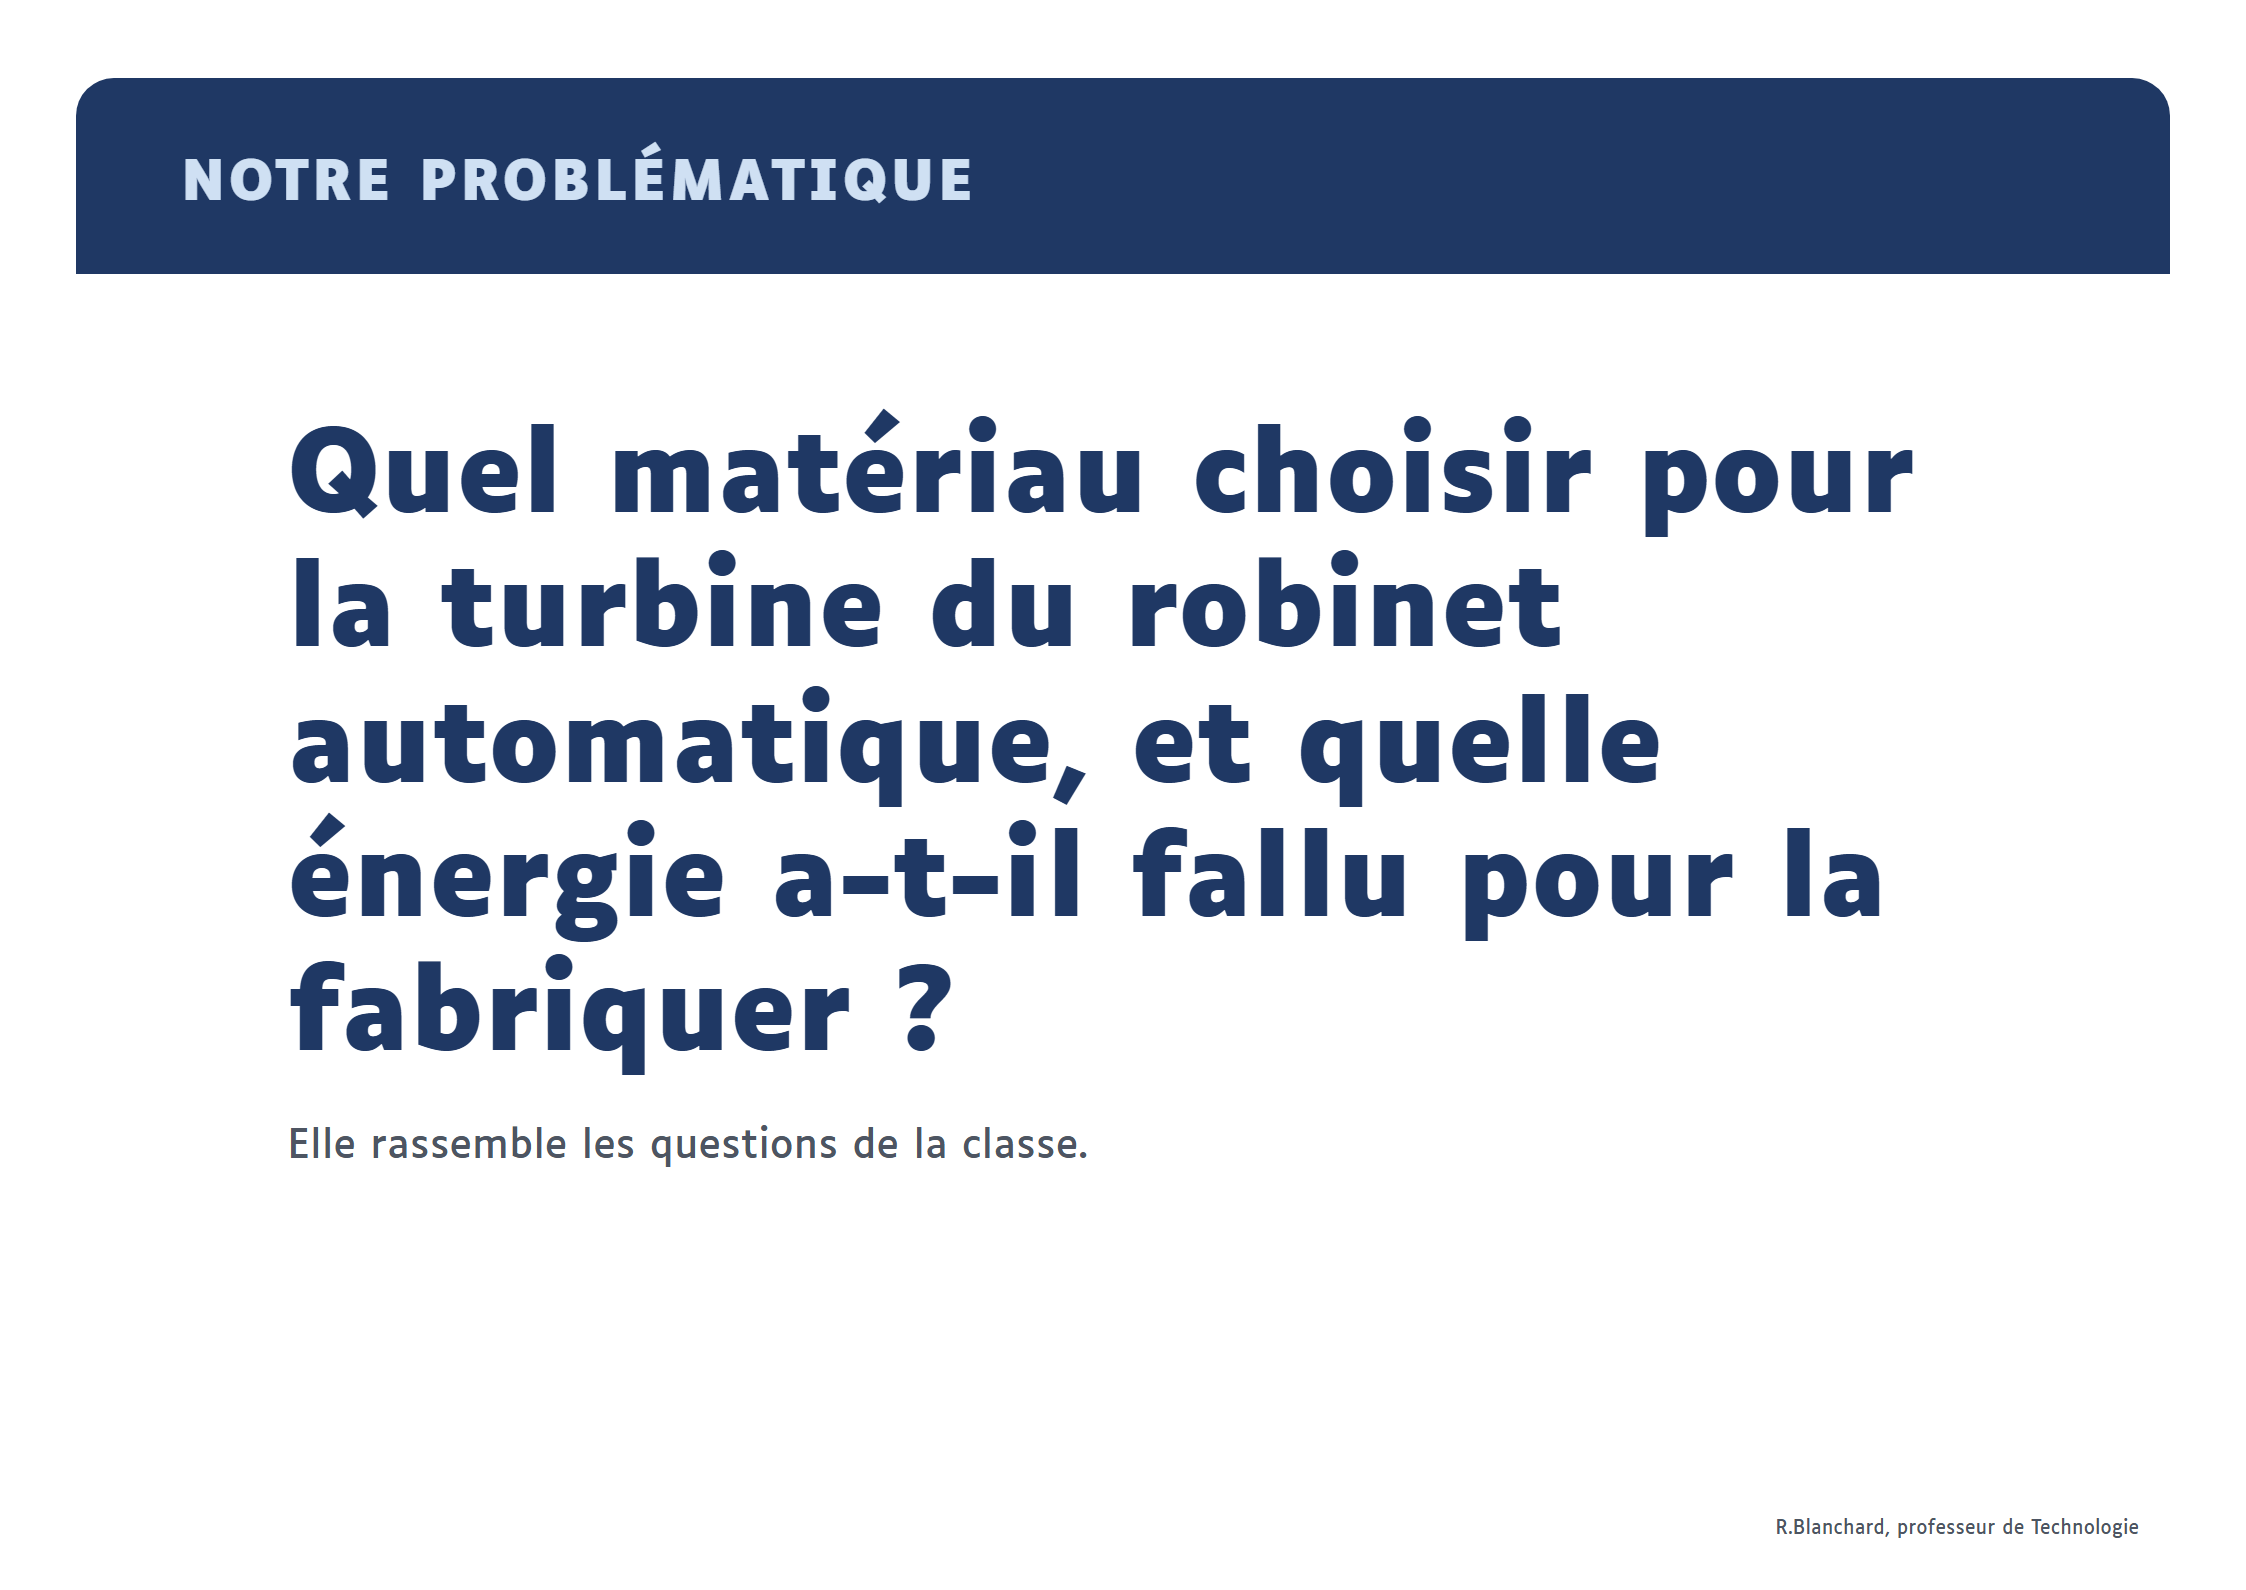 NOTRE PROBLÉMATIQUE
Quel matériau choisir pour
la turbine du robinet
automatique, et quelle
énergie a-t-il fallu pour la
fabriquer ?
Elle rassemble les questions de la classe.
R.Blanchard, professeur de Technologie